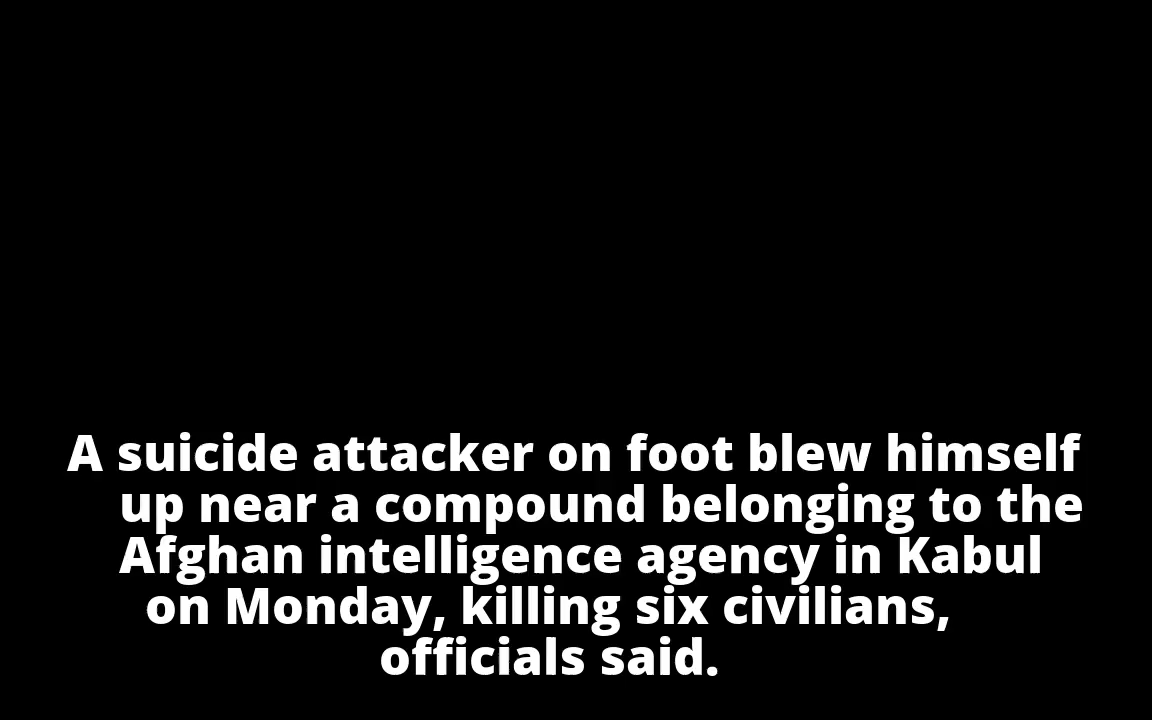 A suicide attacker on foot blew himself
up near a compound belonging to the
Afghan intelligence agency in Kabul
on Monday, killing six civilians,
officials said.